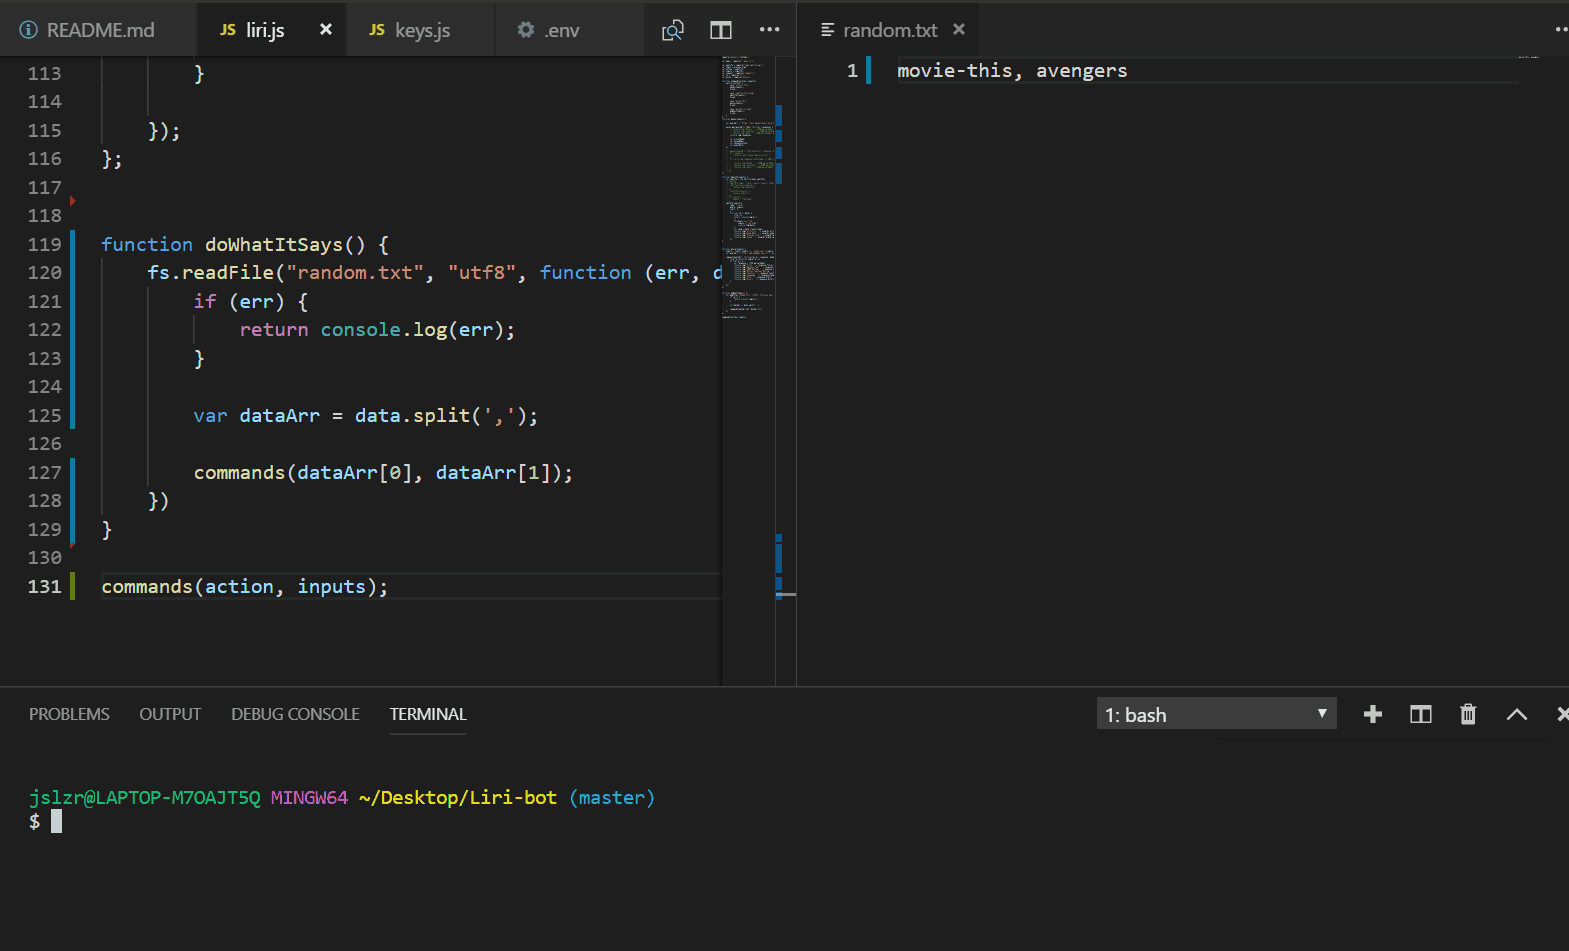 README.md
JS liri.js
JS keys.js
.env
random.txt
113 }
114
115 });
116 };
117
118
119 function doWhatItSays() {
120 fs.readFile("random.txt", "utf8", function (err, d
121 if (err) {
122 return console.log(err);
123 }
124
125 var dataArr = data.split(',');
126
127 commands(dataArr[0], dataArr[1]);
128 })
129 }
130
131 commands(action, inputs);
1 movie-this, avengers
PROBLEMS OUTPUT DEBUG CONSOLE TERMINAL
1: bash
jslzr@LAPTOP-M7OAJT5Q MINGW64 ~/Desktop/Liri-bot (master)
$